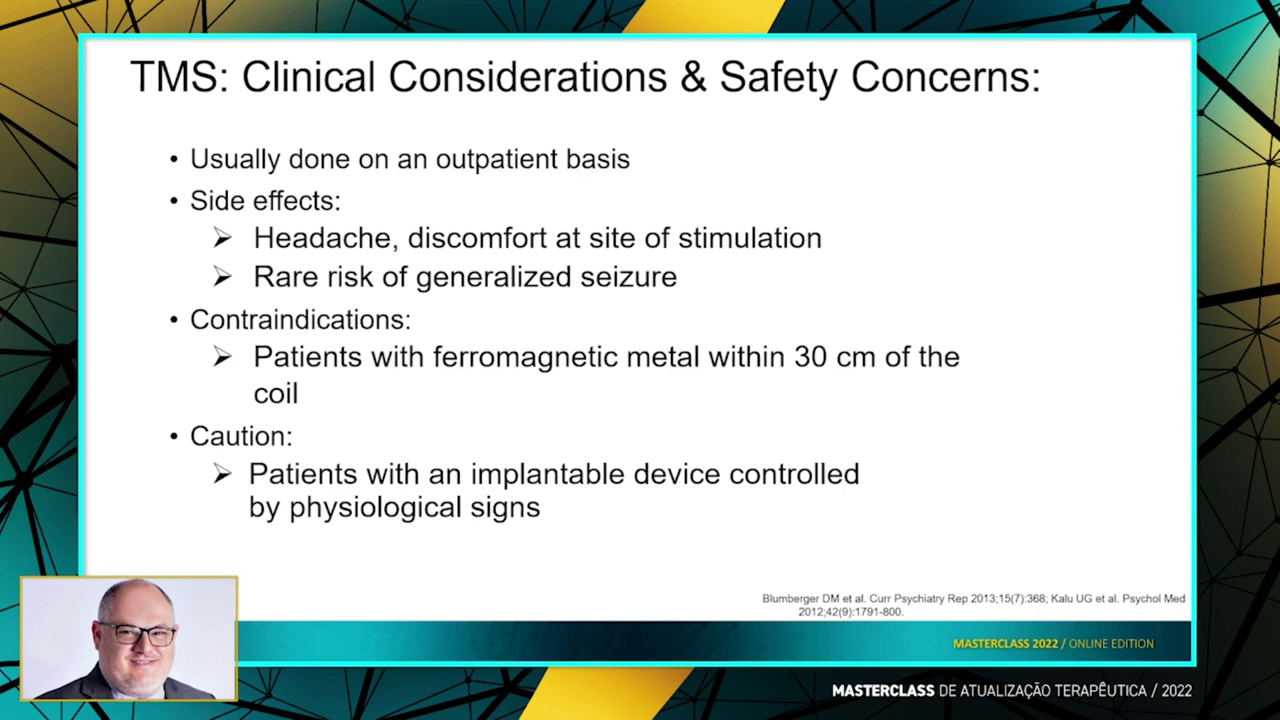 TMS: Clinical Considerations & Safety Concerns:
• Usually done on an outpatient basis
• Side effects:
➢ Headache, discomfort at site of stimulation
➢ Rare risk of generalized seizure
• Contraindications:
➢ Patients with ferromagnetic metal within 30 cm of the
coil
• Caution:
➢ Patients with an implantable device controlled
by physiological signs
Blumberger DM et al. Curr Psychiatry Rep 2013;15(7):368; Kalu UG et al. Psychol Med
2012;42(9):1791-800.
MASTERCLASS 2022 / ONLINE EDITION
MASTERCLASS DE ATUALIZAÇÃO TERAPÊUTICA / 2022